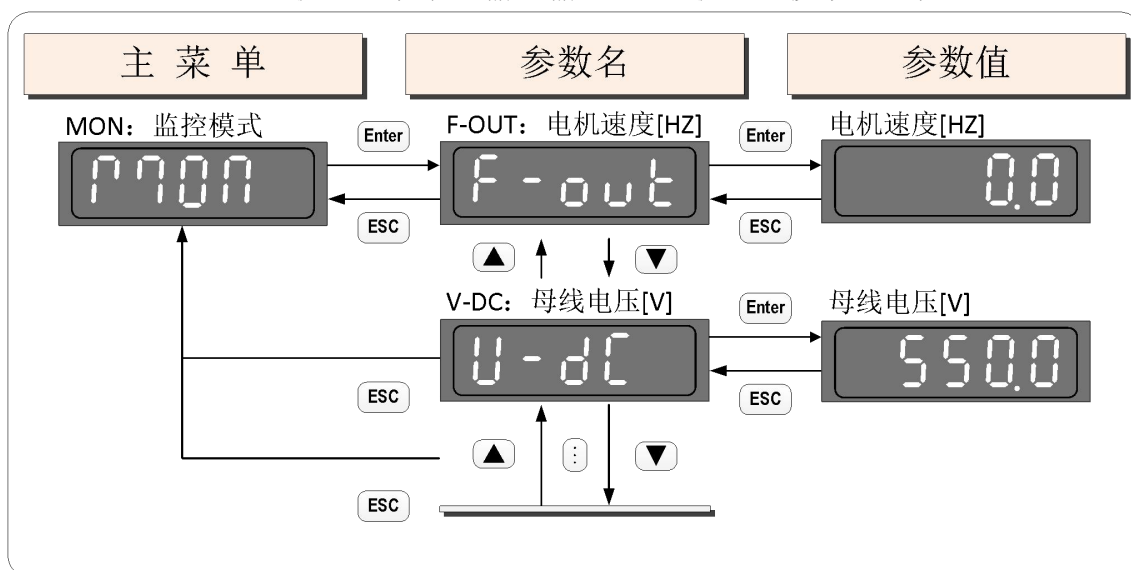 主菜单 参数名 参数值
MON：监控模式 Enter F-OUT：电机速度[HZ] Enter 电机速度[HZ]
MON F-out 0.0
ESC ESC
▲ ▼
V-DC：母线电压[V] Enter 母线电压[V]
U-dC 550.0
ESC ESC
▲ ⋮ ▼
ESC